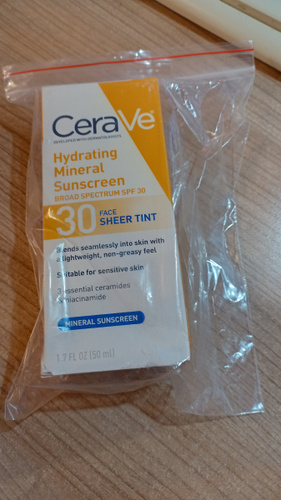 CeraVe
DEVELOPED WITH DERMATOLOGISTS
Hydrating
Mineral
Sunscreen
BROAD SPECTRUM SPF 30
30 FACE
SHEER TINT
Blends seamlessly into skin with
a lightweight, non-greasy feel
Suitable for sensitive skin
3 essential ceramides
niacinamide
MINERAL SUNSCREEN
1.7 FL OZ (50 ml)